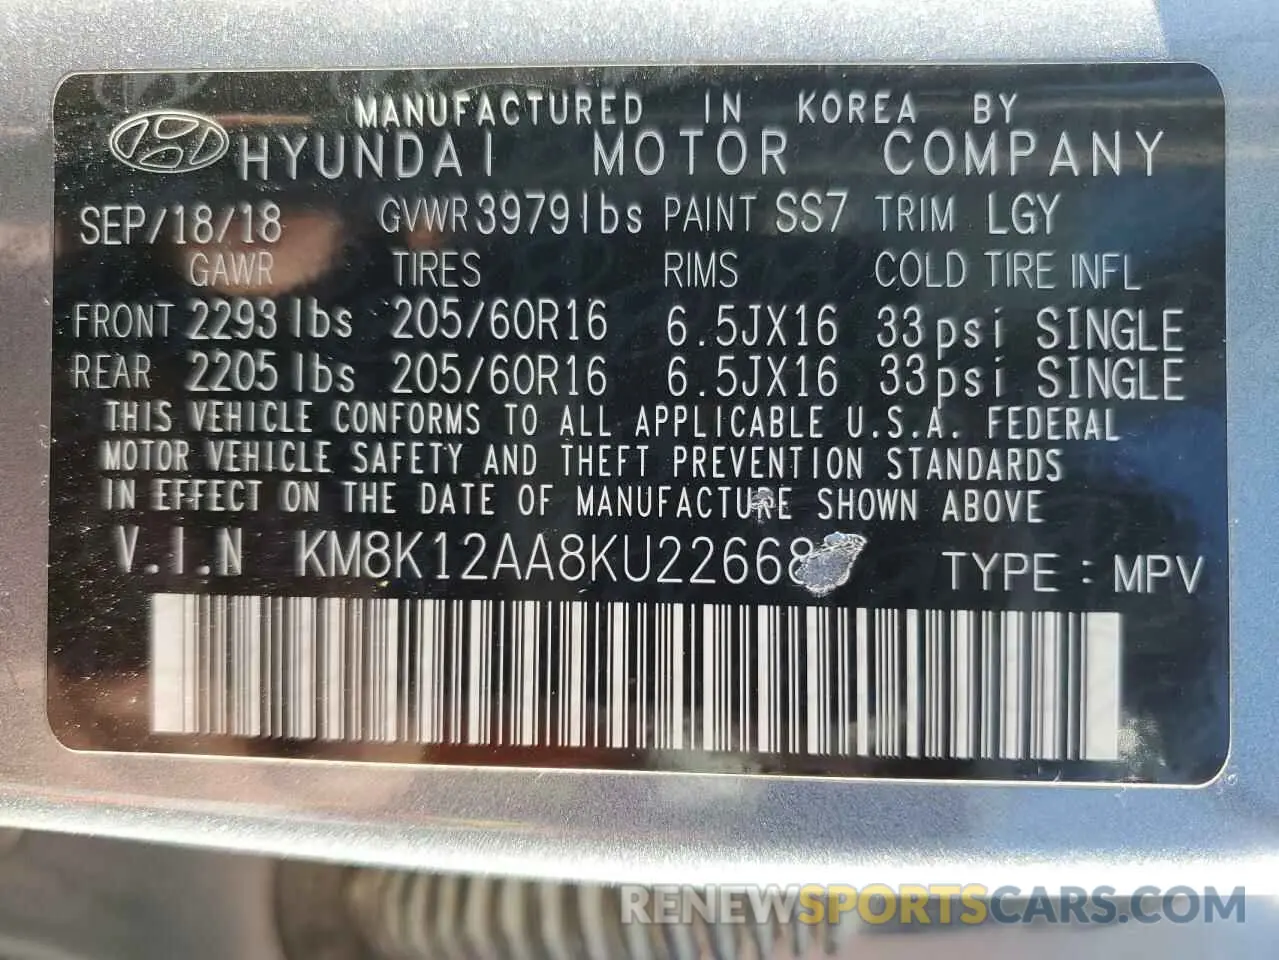 MANUFACTURED IN KOREA BY
HYUNDAI MOTOR COMPANY
SEP/18/18 GVWR 3979lbs PAINT SS7 TRIM LGY
GAWR TIRES RIMS COLD TIRE INFL
FRONT 2293 lbs 205/60R16 6.5JX16 33psi SINGLE
REAR 2205 lbs 205/60R16 6.5JX16 33psi SINGLE
THIS VEHICLE CONFORMS TO ALL APPLICABLE U.S.A. FEDERAL
MOTOR VEHICLE SAFETY AND THEFT PREVENTION STANDARDS
IN EFFECT ON THE DATE OF MANUFACTURE SHOWN ABOVE
V.I.N TYPE : MPV
RENEWSPORTSCARS.COM